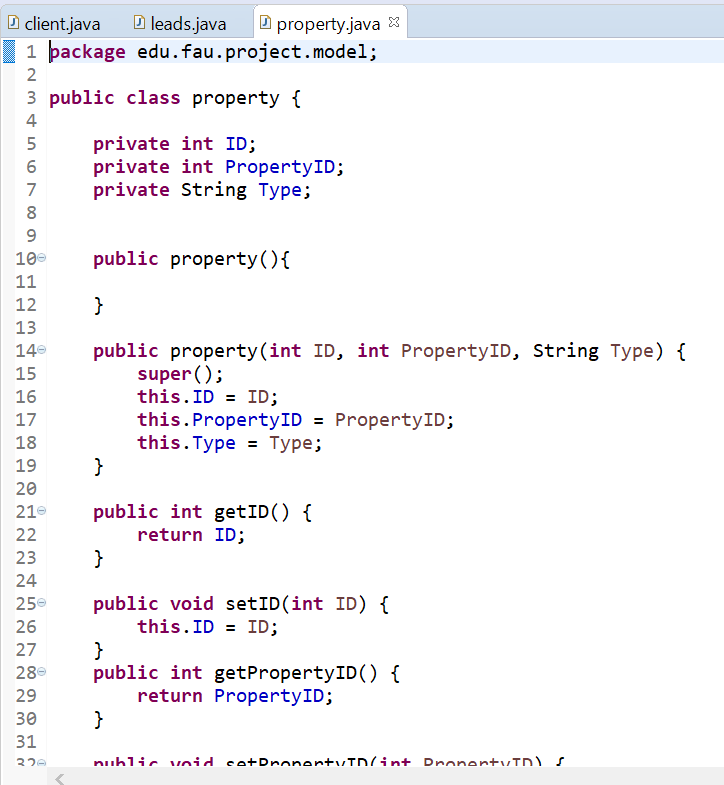 client.java leads.java property.java
1 package edu.fau.project.model;
2
3 public class property {
4
5 private int ID;
6 private int PropertyID;
7 private String Type;
8
9
10 public property(){
11
12 }
13
14 public property(int ID, int PropertyID, String Type) {
15 super();
16 this.ID = ID;
17 this.PropertyID = PropertyID;
18 this.Type = Type;
19 }
20
21 public int getID() {
22 return ID;
23 }
24
25 public void setID(int ID) {
26 this.ID = ID;
27 }
28 public int getPropertyID() {
29 return PropertyID;
30 }
31
32 public void setPropertyID(int PropertyID) {